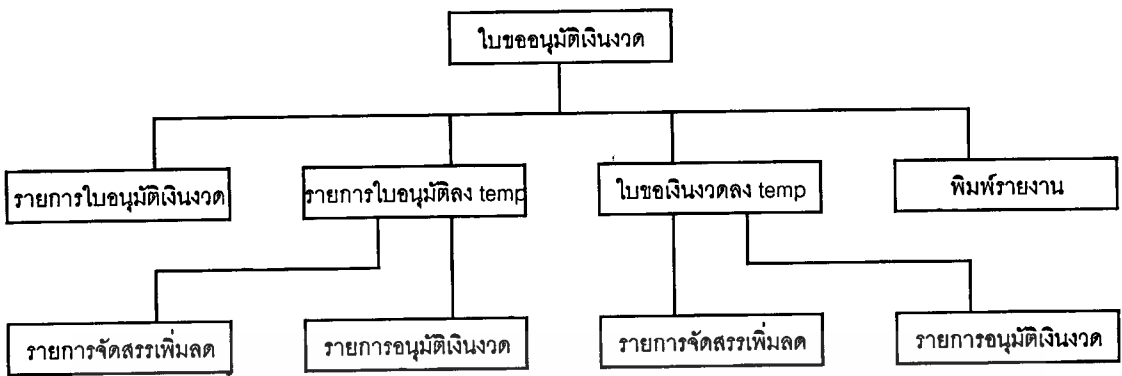 ใบขออนุมัติเงินงวด
รายการใบอนุมัติเงินงวด
รายการใบอนุมัติลง temp
ใบขอเงินงวดลง temp
พิมพ์รายงาน
รายการจัดสรรเพิ่มลด
รายการอนุมัติเงินงวด
รายการจัดสรรเพิ่มลด
รายการอนุมัติเงินงวด